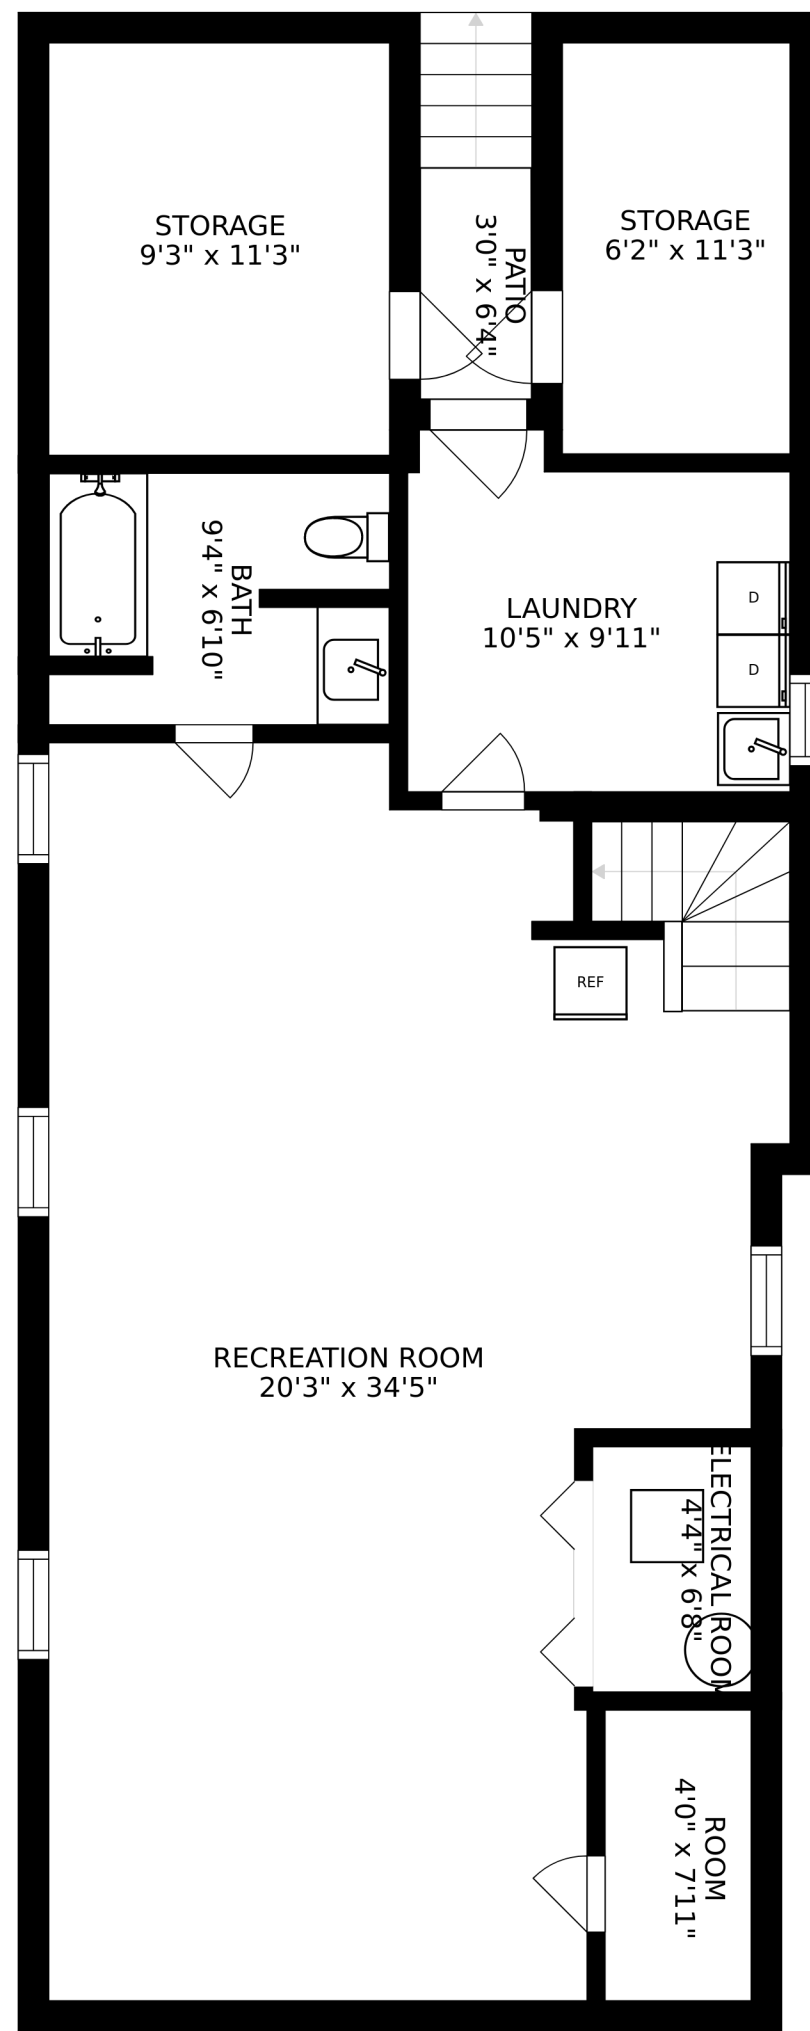 STORAGE
9'3" x 11'3"
PATIO
3'0" x 6'4"
STORAGE
6'2" x 11'3"
BATH
9'4" x 6'10"
LAUNDRY
10'5" x 9'11"
D
D
REF
RECREATION ROOM
20'3" x 34'5"
ELECTRICAL ROOM
4'4" x 6'8"
ROOM
4'0" x 7'11"